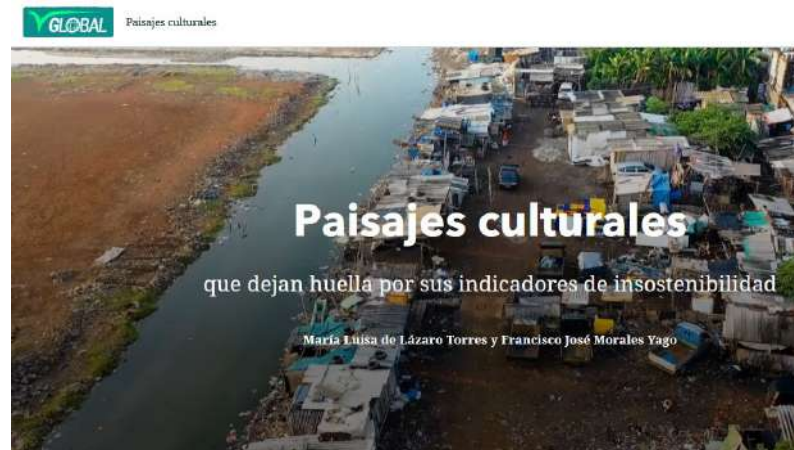 GLOBAL
Paisajes culturales
Paisajes culturales
que dejan huella por sus indicadores de insostenibilidad
María Luisa de Lázaro Torres y Francisco José Morales Yago